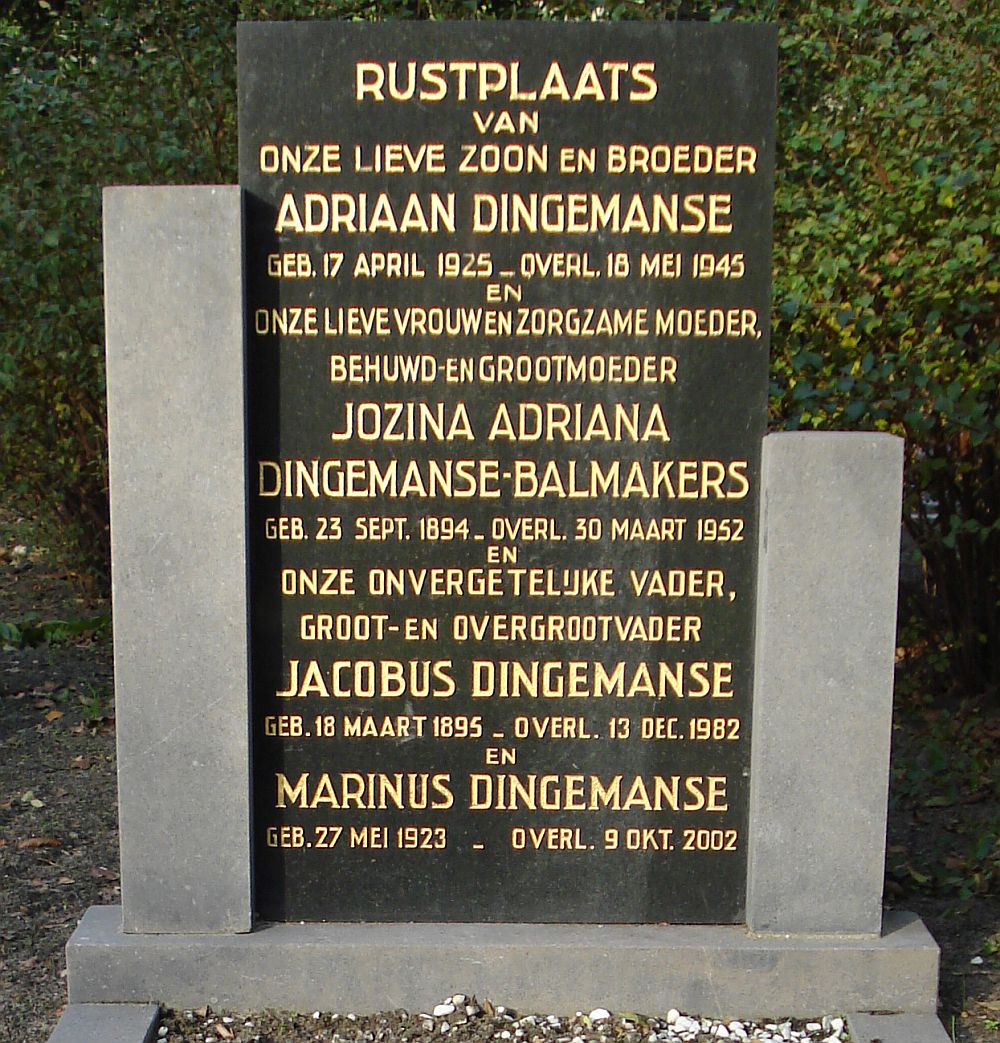 RUSTPLAATS
VAN
ONZE LIEVE ZOON EN BROEDER
ADRIAAN DINGEMANSE
GEB. 17 APRIL 1925 - OVERL. 18 MEI 1945
EN
ONZE LIEVE VROUW EN ZORGZAME MOEDER,
BEHUWD- EN GROOTMOEDER
JOZINA ADRIANA
DINGEMANSE-BALMAKERS
GEB. 23 SEPT. 1894 - OVERL. 30 MAART 1952
EN
ONZE ONVERGETELIJKE VADER,
GROOT- EN OVERGROOTVADER
JACOBUS DINGEMANSE
GEB. 18 MAART 1895 - OVERL. 13 DEC. 1982
EN
MARINUS DINGEMANSE
GEB. 27 MEI 1923 - OVERL. 9 OKT. 2002